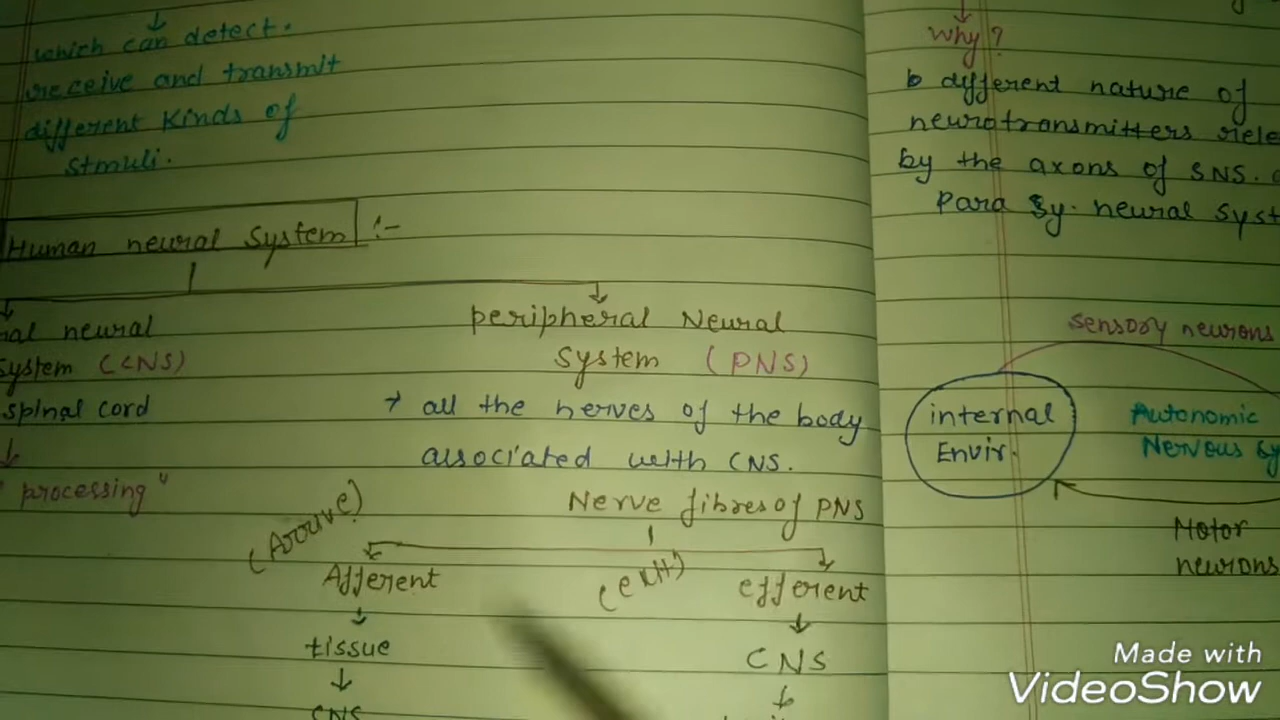 which can detect.
receive and transmit
different kinds of
stmuli.
Human neural system :-
nal neural
system (CNS)
spinal cord
processing"
peripheral Neural
system (PNS)
→ all the nerves of the body
associated with CNS.
Nerve fibres of PNS
(Arrive)
Afferent
tissue
CNS
(exit)
efferent
CNS
why?
different nature of
neurotransmitters rele
by the axons of SNS.
Para sy. neural syst
sensory neurons
internal
Envir.
Autonomic
Nervous sy
Motor
neurons
Made with
VideoShow